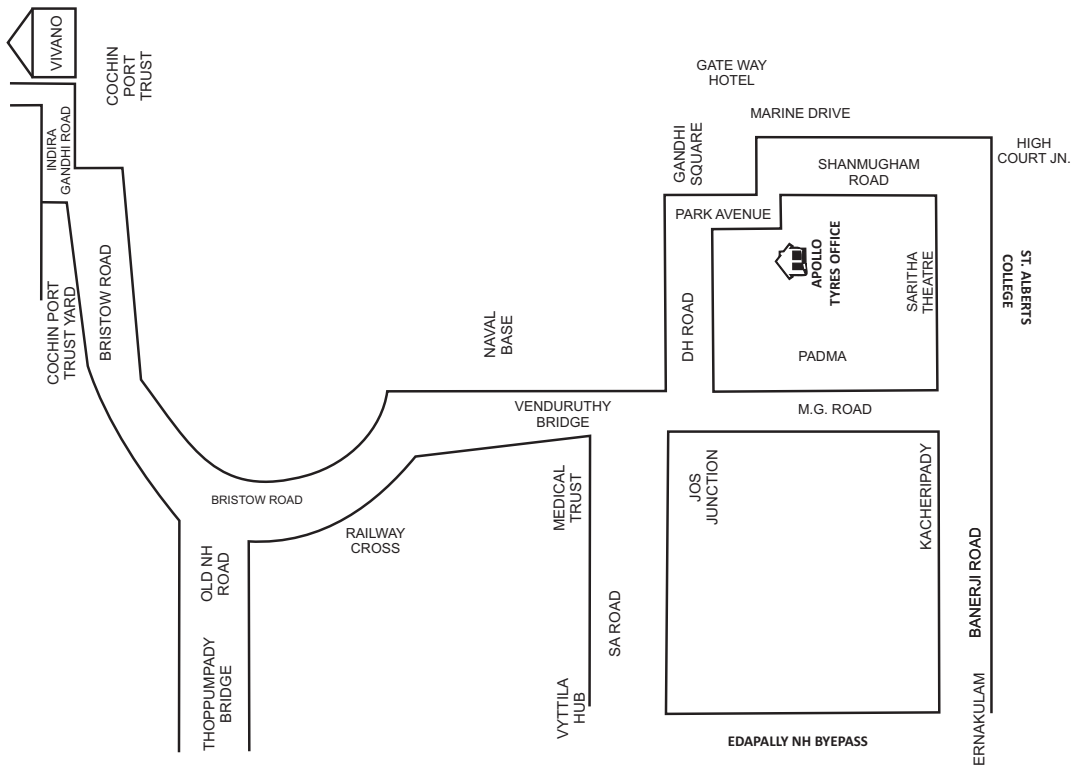 VIVANO
COCHIN
PORT
TRUST
INDIRA
GANDHI ROAD
BRISTOW ROAD
COCHIN PORT
TRUST YARD
BRISTOW ROAD
RAILWAY
CROSS
OLD NH
ROAD
THOPPUMPADY
BRIDGE
NAVAL
BASE
VENDURUTHY
BRIDGE
MEDICAL
TRUST
SA ROAD
VYTTILA
HUB
GATE WAY
HOTEL
MARINE DRIVE
GANDHI
SQUARE
HIGH
COURT JN.
SHANMUGHAM
ROAD
PARK AVENUE
APOLLO
TYRES OFFICE
SARITHA
THEATRE
ST. ALBERTS
COLLEGE
DH ROAD
PADMA
M.G. ROAD
JOS
JUNCTION
KACHERIPADY
BANERJI ROAD
ERNAKULAM
EDAPALLY NH BYEPASS